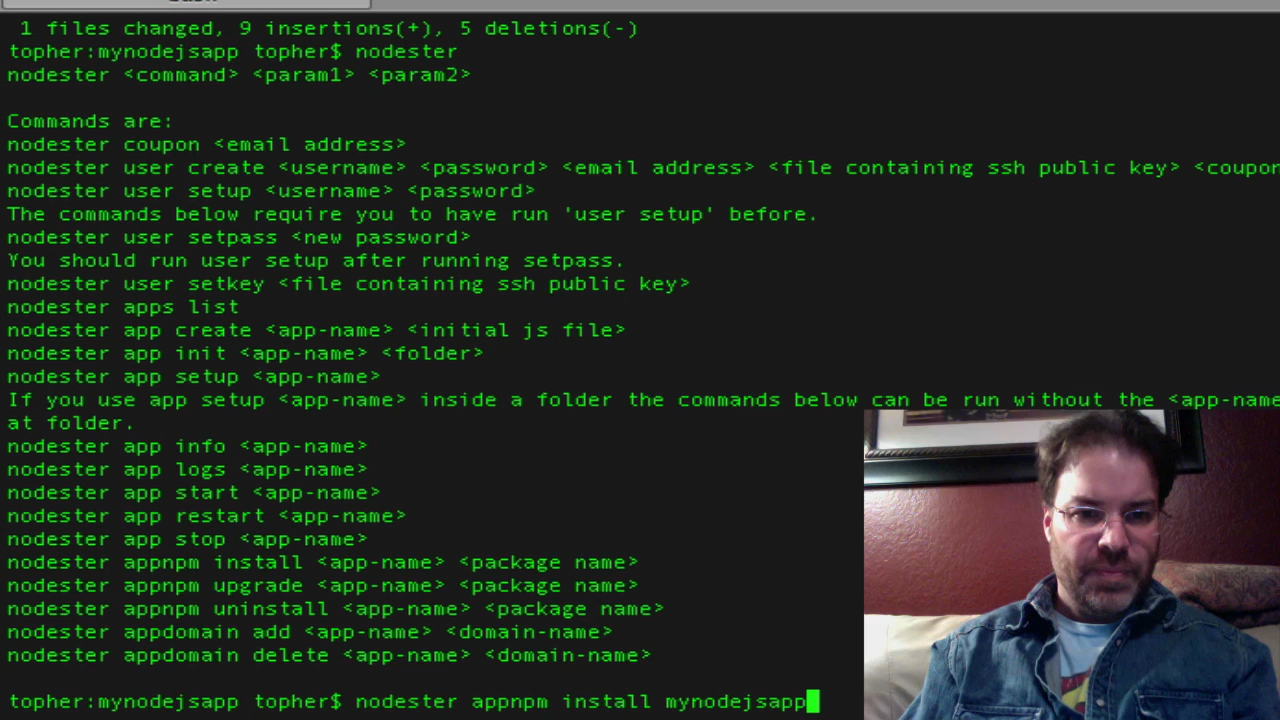 1 files changed, 9 insertions(+), 5 deletions(-)
topher:mynodejsapp topher$ nodester
nodester <command> <param1> <param2>
Commands are:
nodester coupon <email address>
nodester user create <username> <password> <email address> <file containing ssh public key> <coupon
nodester user setup <username> <password>
The commands below require you to have run 'user setup' before.
nodester user setpass <new password>
You should run user setup after running setpass.
nodester user setkey <file containing ssh public key>
nodester apps list
nodester app create <app-name> <initial js file>
nodester app init <app-name> <folder>
nodester app setup <app-name>
If you use app setup <app-name> inside a folder the commands below can be run without the <app-name
at folder.
nodester app info <app-name>
nodester app logs <app-name>
nodester app start <app-name>
nodester app restart <app-name>
nodester app stop <app-name>
nodester appnpm install <app-name> <package name>
nodester appnpm upgrade <app-name> <package name>
nodester appnpm uninstall <app-name> <package name>
nodester appdomain add <app-name> <domain-name>
nodester appdomain delete <app-name> <domain-name>
topher:mynodejsapp topher$ nodester appnpm install mynodejsapp